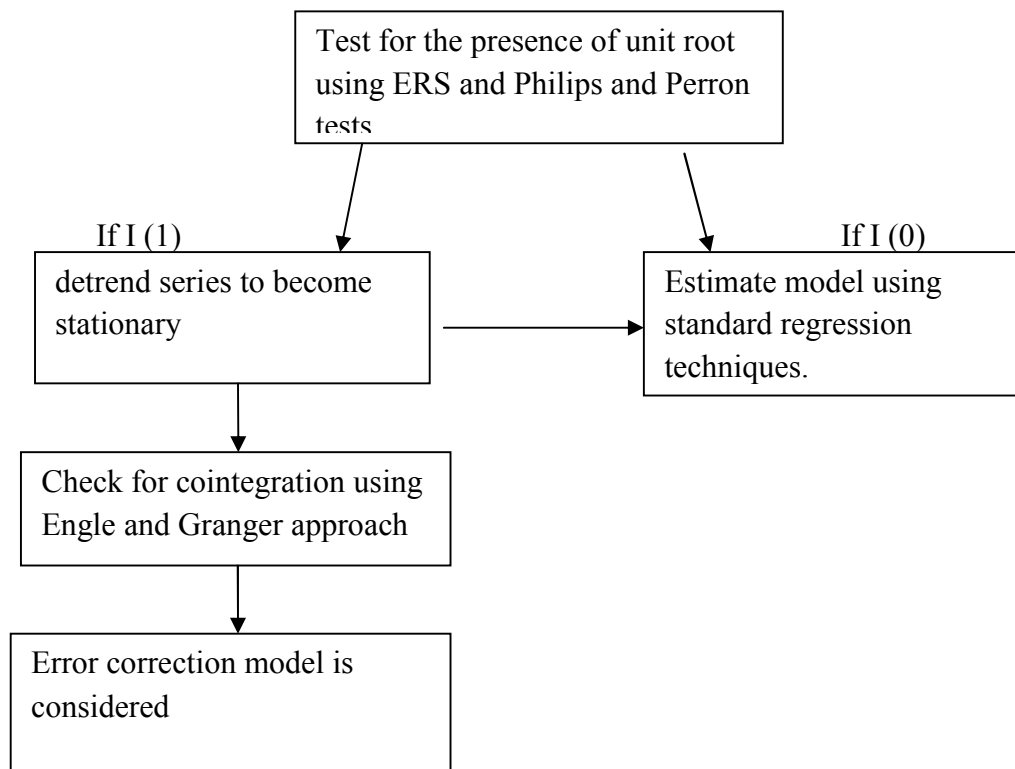 Test for the presence of unit root
using ERS and Philips and Perron
tests
If I (1)
If I (0)
detrend series to become
stationary
Estimate model using
standard regression
techniques.
Check for cointegration using
Engle and Granger approach
Error correction model is
considered